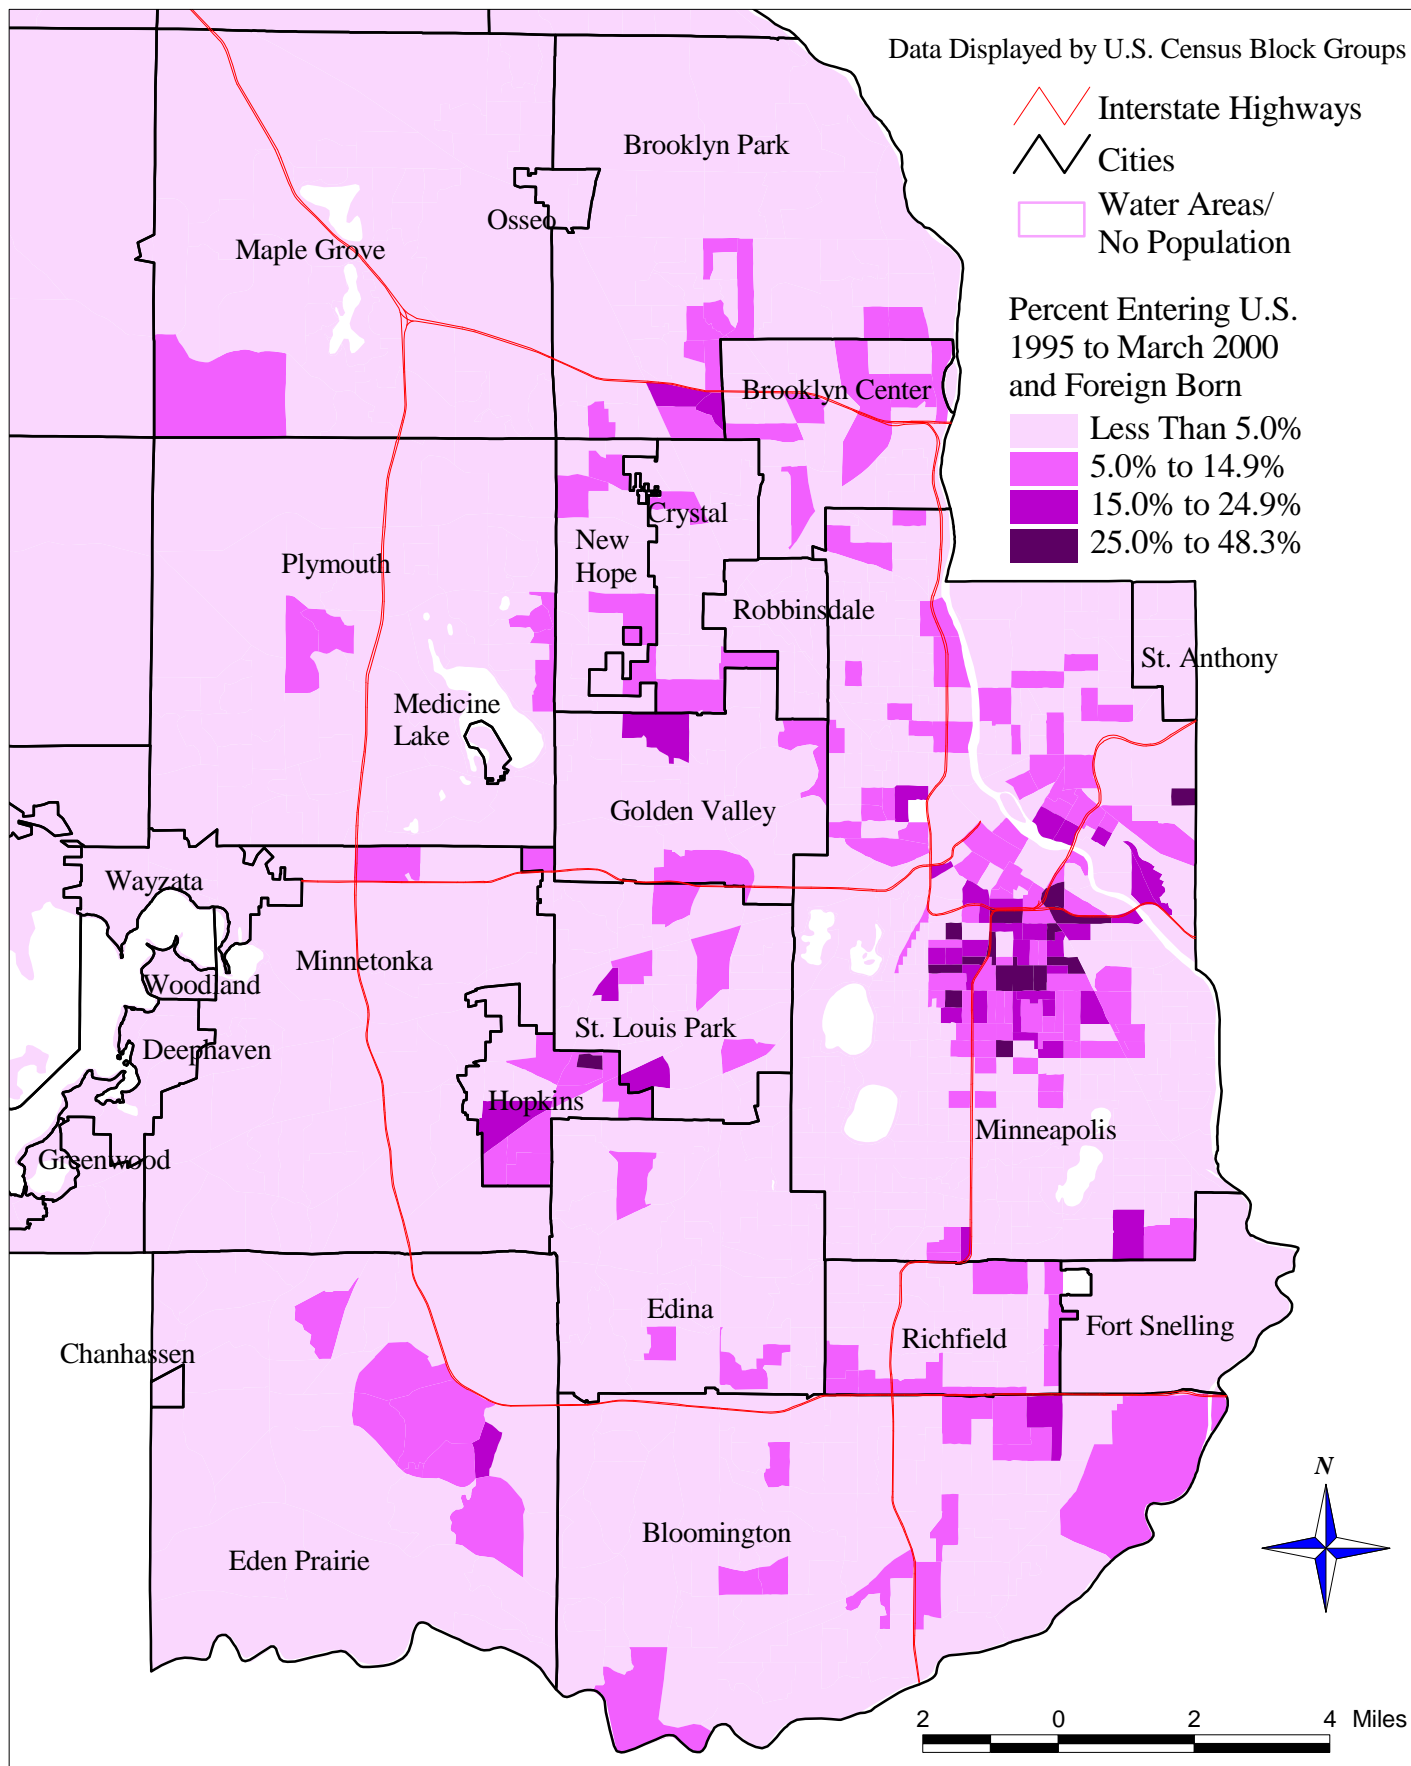 Data Displayed by U.S. Census Block Groups
Interstate Highways
Cities
Water Areas/
No Population
Percent Entering U.S.
1995 to March 2000
and Foreign Born
Less Than 5.0%
5.0% to 14.9%
15.0% to 24.9%
25.0% to 48.3%
Brooklyn Park
Osseo
Maple Grove
Brooklyn Center
Crystal
New
Hope
Plymouth
Robbinsdale
St. Anthony
Medicine
Lake
Golden Valley
Wayzata
Minnetonka
Woodland
St. Louis Park
Deephaven
Hopkins
Minneapolis
Greenwood
Edina
Richfield
Fort Snelling
Chanhassen
N
Bloomington
Eden Prairie
2 0 2 4 Miles